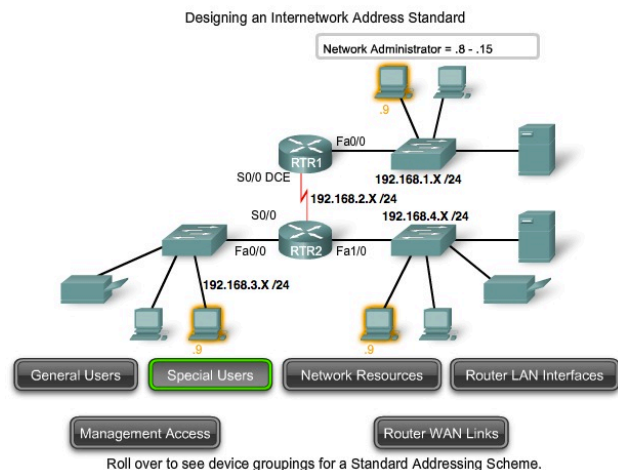 Designing an Internetwork Address Standard
Network Administrator = .8 - .15
.9
Fa0/0
RTR1
S0/0 DCE
192.168.1.X /24
192.168.2.X /24
192.168.4.X /24
S0/0
RTR2
Fa0/0
Fa1/0
192.168.3.X /24
.9
.9
General Users
Special Users
Network Resources
Router LAN Interfaces
Management Access
Router WAN Links
Roll over to see device groupings for a Standard Addressing Scheme.